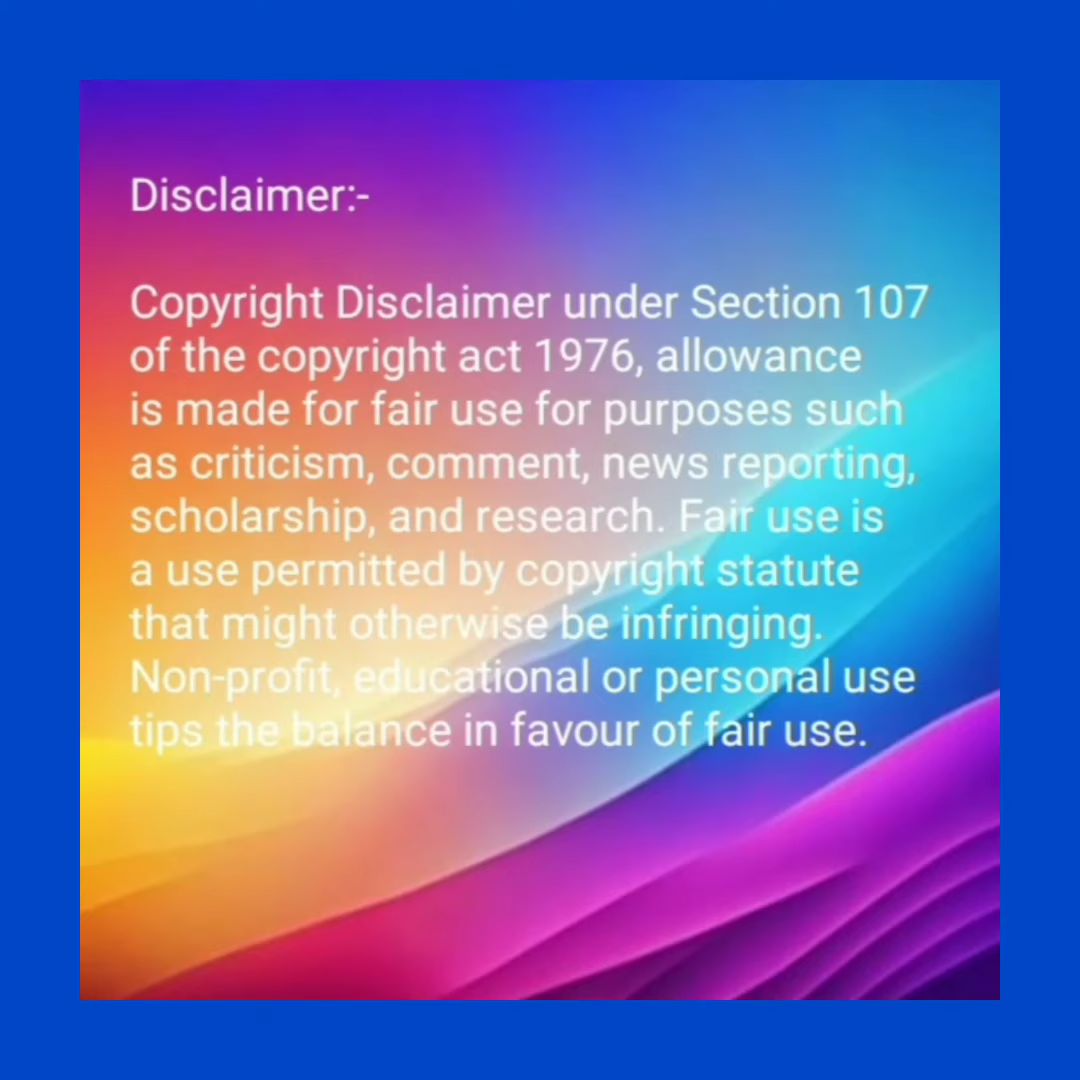 Disclaimer:-
Copyright Disclaimer under Section 107
of the copyright act 1976, allowance
is made for fair use for purposes such
as criticism, comment, news reporting,
scholarship, and research. Fair use is
a use permitted by copyright statute
that might otherwise be infringing.
Non-profit, educational or personal use
tips the balance in favour of fair use.